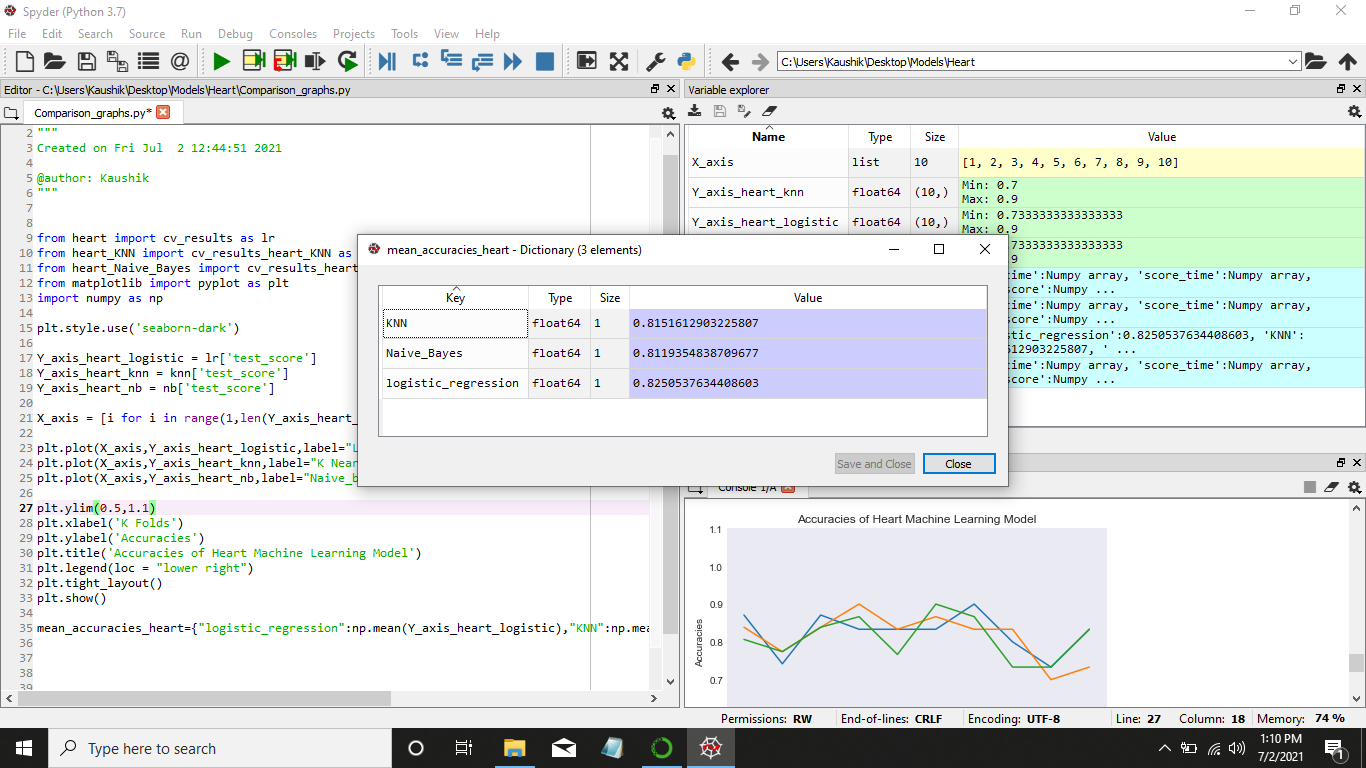 Spyder (Python 3.7)
File Edit Search Source Run Debug Consoles Projects Tools View Help
C:\Users\Kaushik\Desktop\Models\Heart
Editor - C:\Users\Kaushik\Desktop\Models\Heart\Comparison_graphs.py
Comparison_graphs.py*
2 """
3 Created on Fri Jul  2 12:44:51 2021
4
5 @author: Kaushik
6 """
7
8
9 from heart import cv_results as lr
10 from heart_KNN import cv_results_heart_KNN as
11 from heart_Naive_Bayes import cv_results_heart
12 from matplotlib import pyplot as plt
13 import numpy as np
14
15 plt.style.use('seaborn-dark')
16
17 Y_axis_heart_logistic = lr['test_score']
18 Y_axis_heart_knn = knn['test_score']
19 Y_axis_heart_nb = nb['test_score']
20
21 X_axis = [i for i in range(1,len(Y_axis_heart_
22
23 plt.plot(X_axis,Y_axis_heart_logistic,label="L
24 plt.plot(X_axis,Y_axis_heart_knn,label="K Near
25 plt.plot(X_axis,Y_axis_heart_nb,label="Naive_b
26
27 plt.ylim(0.5,1.1)
28 plt.xlabel('K Folds')
29 plt.ylabel('Accuracies')
30 plt.title('Accuracies of Heart Machine Learning Model')
31 plt.legend(loc = "lower right")
32 plt.tight_layout()
33 plt.show()
34
35 mean_accuracies_heart={"logistic_regression":np.mean(Y_axis_heart_logistic),"KNN":np.mea
36
37
38
39
Variable explorer
Name Type Size Value
X_axis list 10 [1, 2, 3, 4, 5, 6, 7, 8, 9, 10]
Y_axis_heart_knn float64 (10,) Min: 0.7
Max: 0.9
Y_axis_heart_logistic float64 (10,) Min: 0.7333333333333333
Max: 0.9
.7333333333333333
.9
time':Numpy array, 'score_time':Numpy array,
score':Numpy ...
time':Numpy array, 'score_time':Numpy array,
score':Numpy ...
stic_regression':0.8250537634408603, 'KNN':
612903225807, ' ...
time':Numpy array, 'score_time':Numpy array,
score':Numpy ...
mean_accuracies_heart - Dictionary (3 elements)
Key Type Size Value
KNN float64 1 0.8151612903225807
Naive_Bayes float64 1 0.8119354838709677
logistic_regression float64 1 0.8250537634408603
Save and Close Close
Console 1/A
Accuracies of Heart Machine Learning Model
1.1
1.0
0.9
0.8
0.7
Accuracies
Permissions: RW End-of-lines: CRLF Encoding: UTF-8 Line: 27 Column: 18 Memory: 74 %
Type here to search
1:10 PM
7/2/2021
1